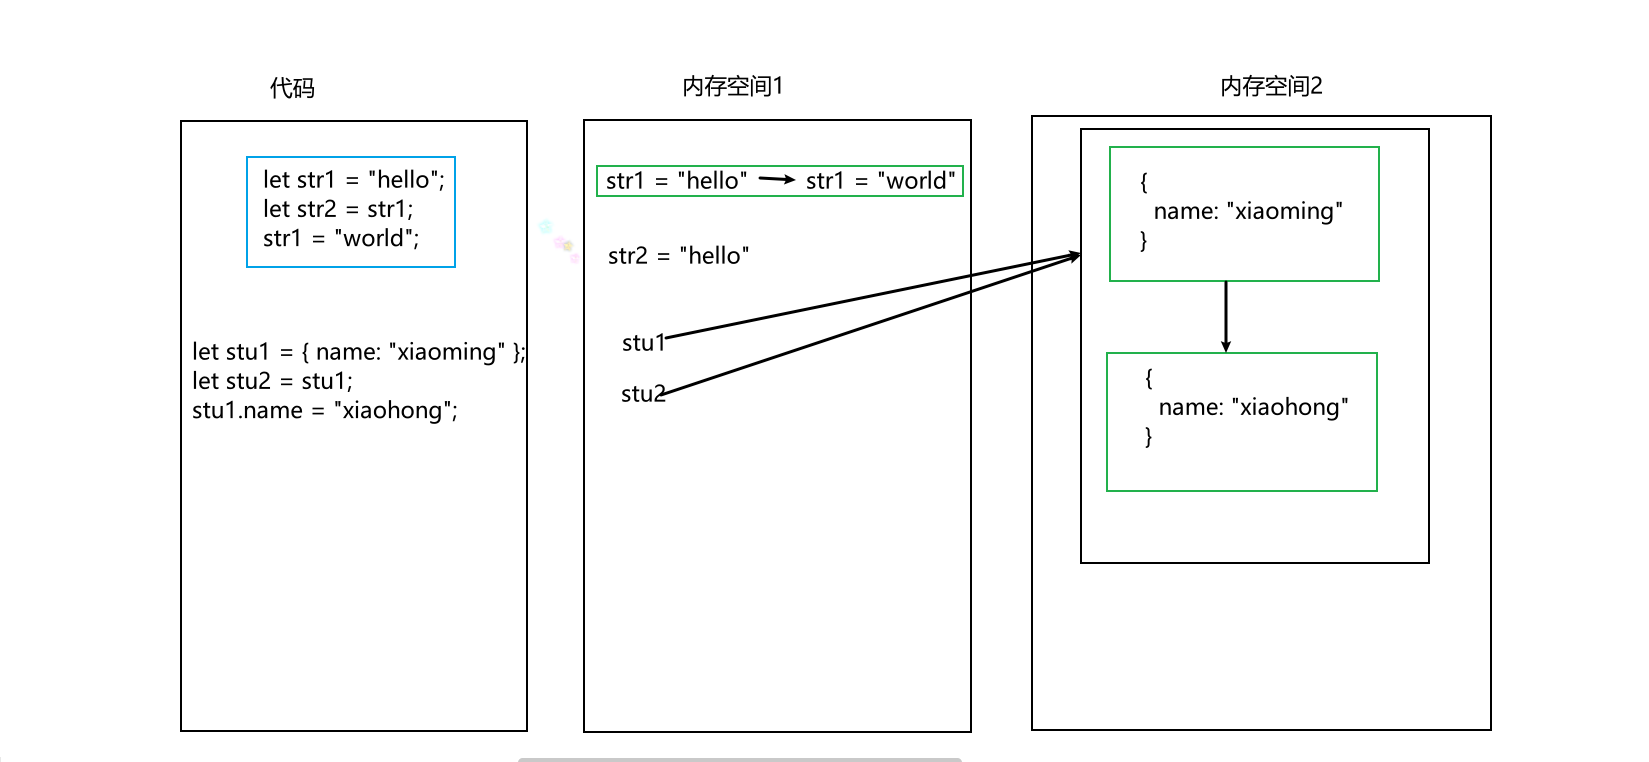 代码
内存空间1
内存空间2
let str1 = "hello";
let str2 = str1;
str1 = "world";
let stu1 = { name: "xiaoming" };
let stu2 = stu1;
stu1.name = "xiaohong";
str1 = "hello" str1 = "world"
str2 = "hello"
stu1
stu2
{
name: "xiaoming"
}
{
name: "xiaohong"
}